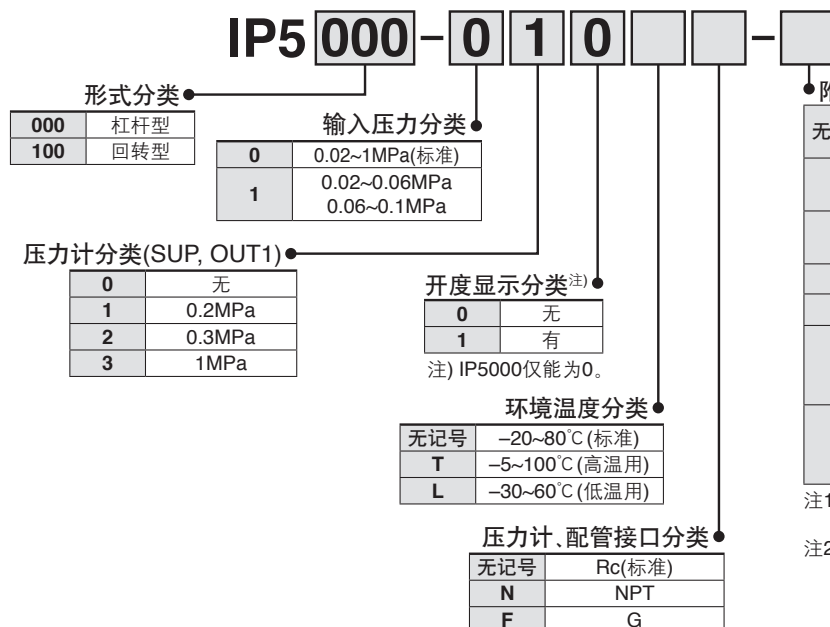 IP5 000 - 0 1 0 -
形式分类
000 杠杆型
100 回转型
输入压力分类
0 0.02~1MPa(标准)
1 0.02~0.06MPa
0.06~0.1MPa
压力计分类(SUP, OUT1)
0 无
1 0.2MPa
2 0.3MPa
3 1MPa
开度显示分类注)
0 无
1 有
注) IP5000仅能为0。
环境温度分类
无记号 –20~80℃(标准)
T –5~100℃(高温用)
L –30~60℃(低温用)
压力计、配管接口分类
无记号 Rc(标准)
N NPT
F G
附
无
注1
注2